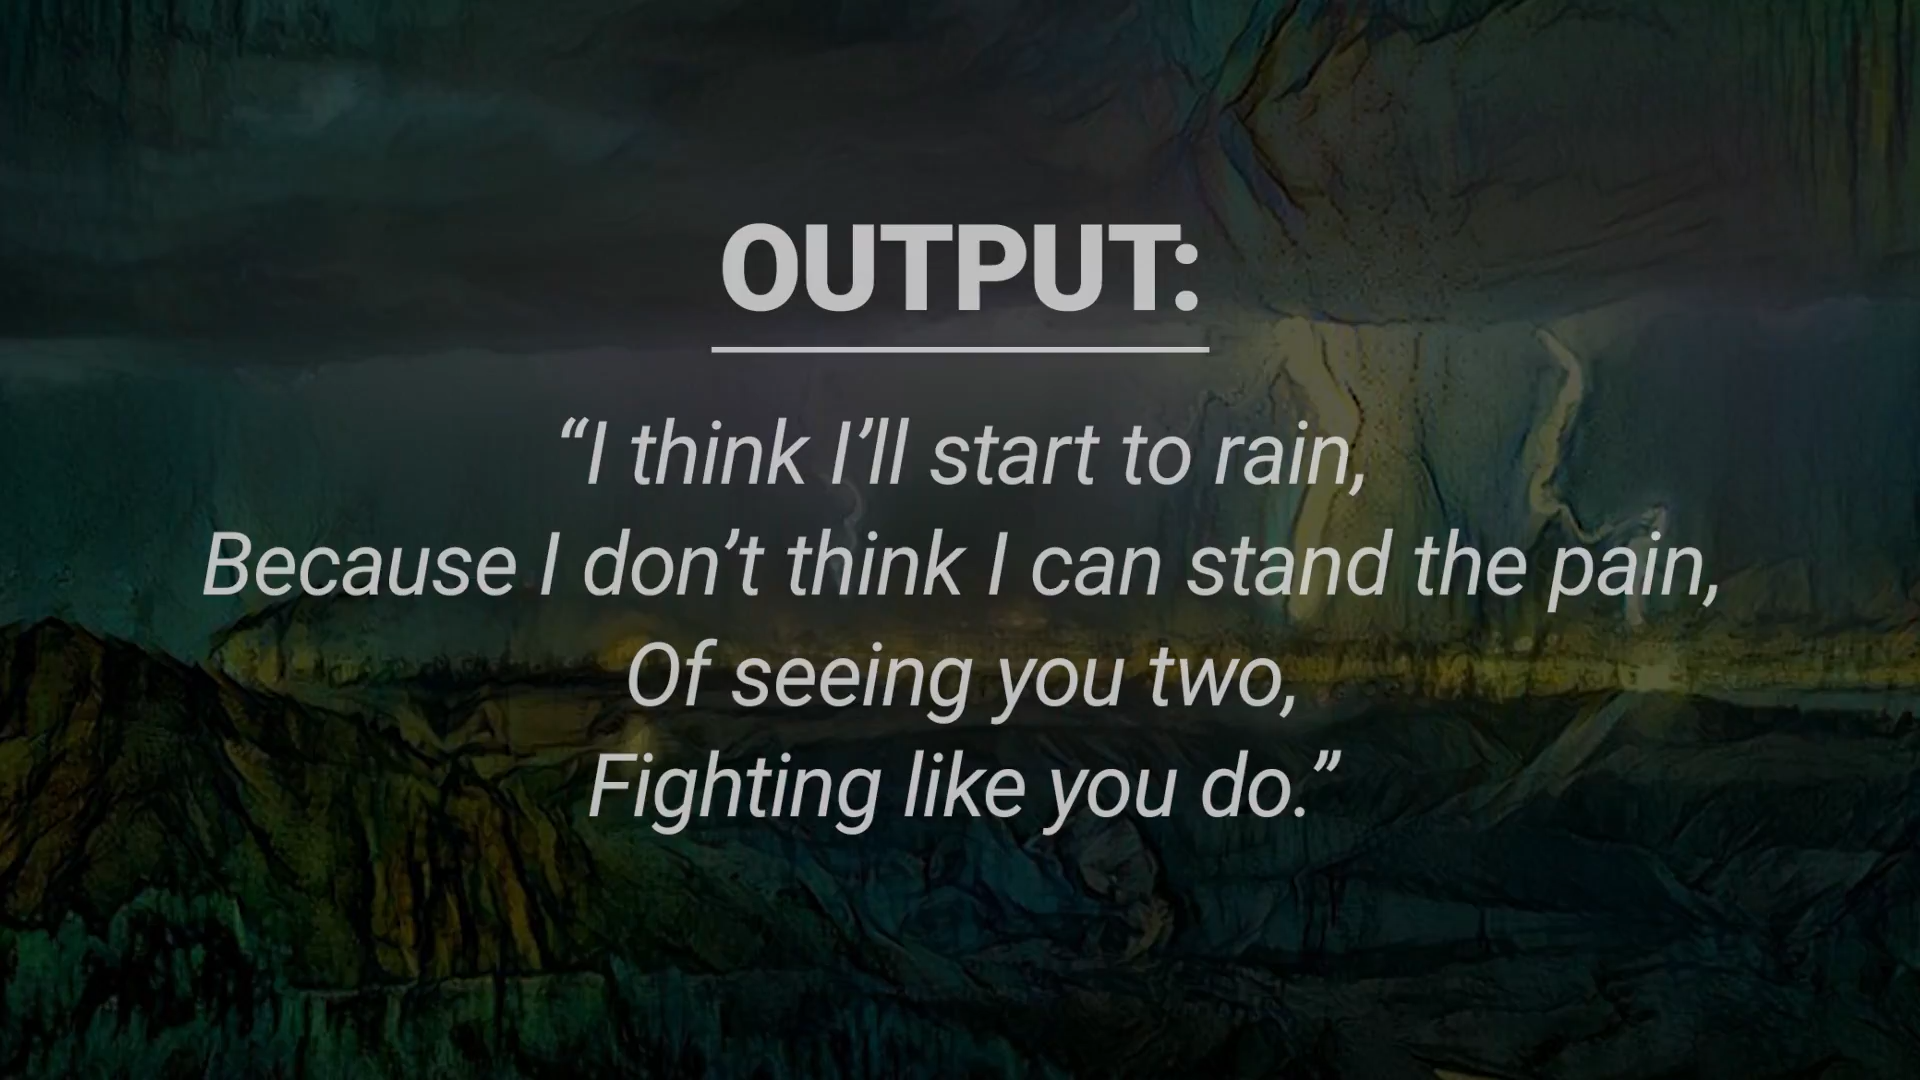 OUTPUT:
“I think I’ll start to rain,
Because I don’t think I can stand the pain,
Of seeing you two,
Fighting like you do.”